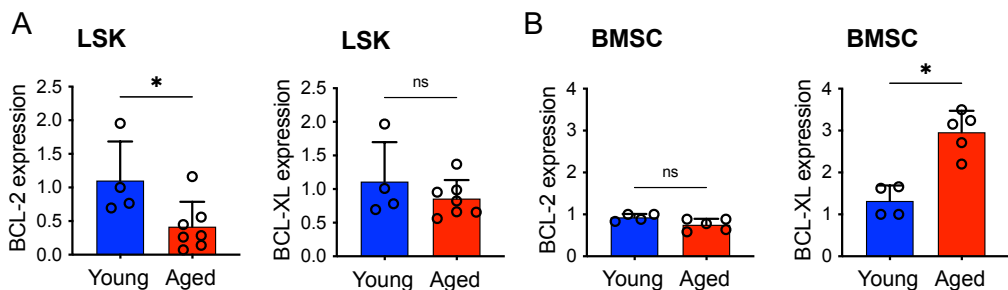 A
LSK
BCL-2 expression
2.5
2.0
1.5
1.0
0.5
0.0
*
Young Aged
LSK
BCL-XL expression
2.5
2.0
1.5
1.0
0.5
0.0
ns
Young Aged
B
BMSC
BCL-2 expression
4
3
2
1
0
ns
Young Aged
BMSC
BCL-XL expression
4
3
2
1
0
*
Young Aged